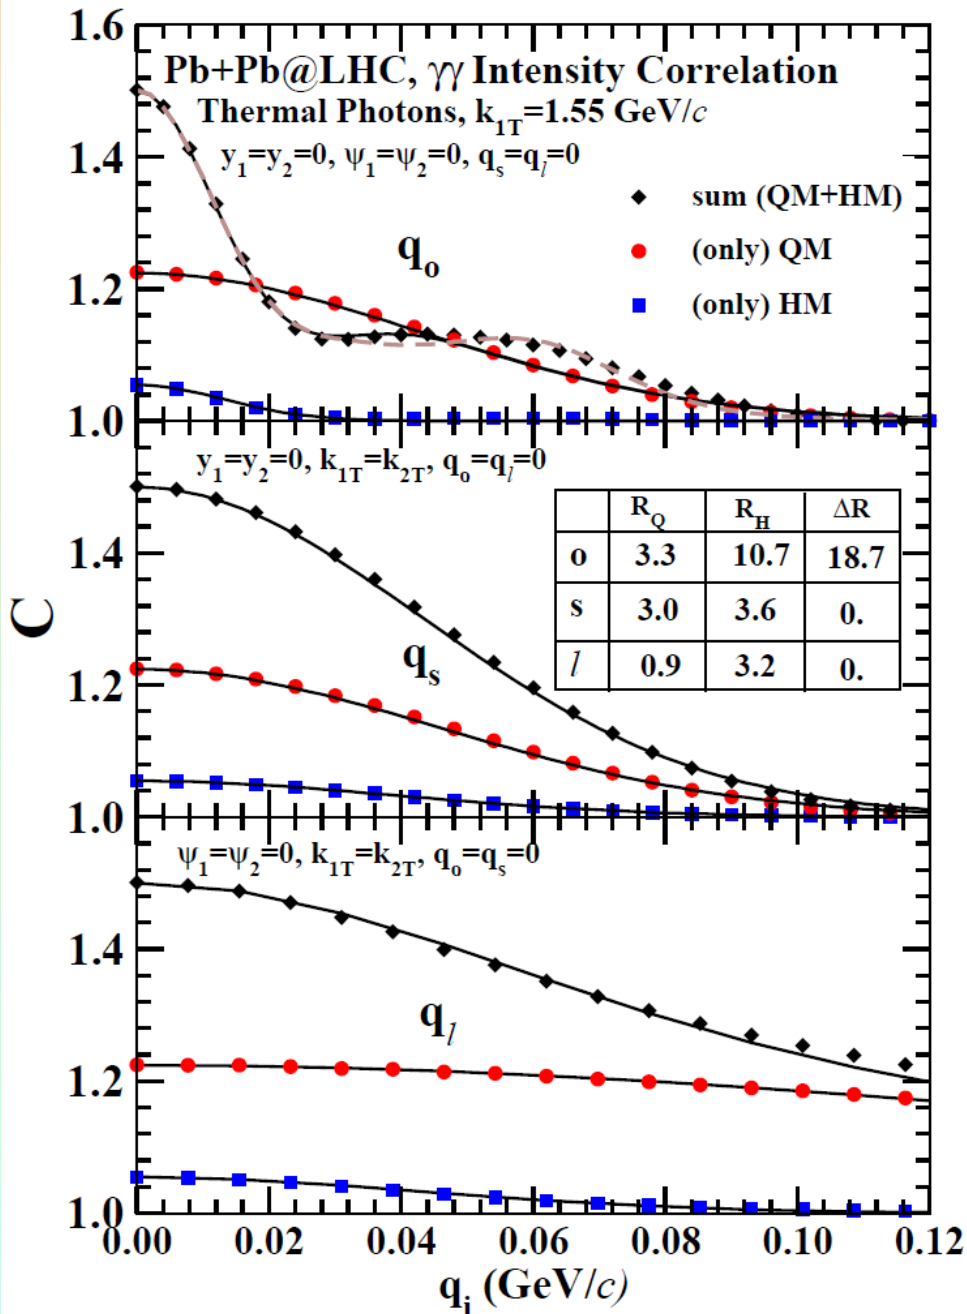 1.6
Pb+Pb@LHC, γγ Intensity Correlation
Thermal Photons, k1T=1.55 GeV/c
y1=y2=0, ψ1=ψ2=0, qs=ql=0
sum (QM+HM)
(only) QM
(only) HM
qo
1.4
1.2
1.0
y1=y2=0, k1T=k2T, qo=ql=0
RQ RH ΔR
o 3.3 10.7 18.7
s 3.0 3.6 0.
l 0.9 3.2 0.
1.4
C
qs
1.2
1.0
ψ1=ψ2=0, k1T=k2T, qo=qs=0
1.4
ql
1.2
1.0
0.00 0.02 0.04 0.06 0.08 0.10 0.12
qi (GeV/c)